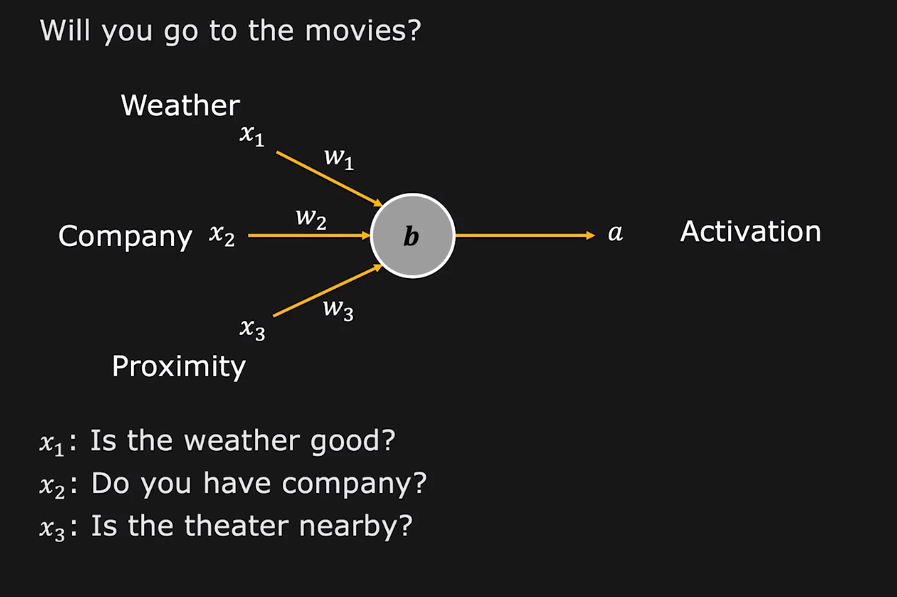 Will you go to the movies?
Weather
x₁
w₁
Company x₂
w₂
b
a
Activation
w₃
x₃
Proximity
x₁: Is the weather good?
x₂: Do you have company?
x₃: Is the theater nearby?